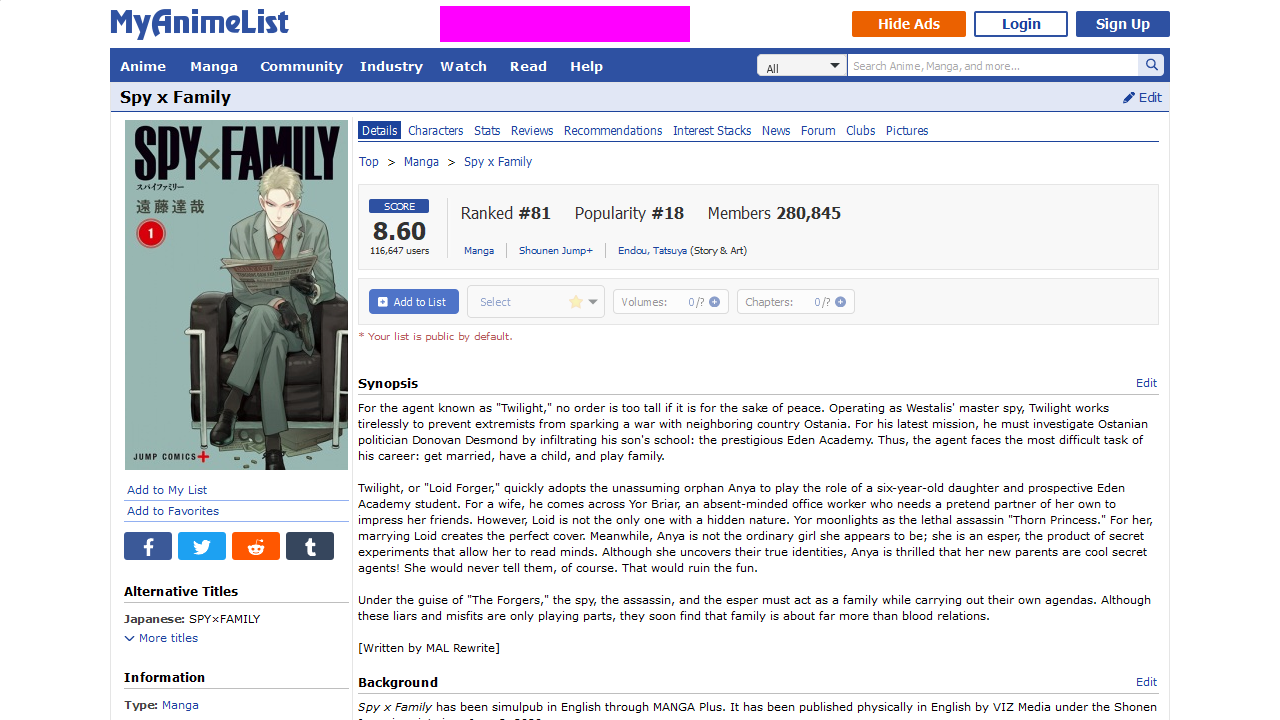 MyAnimeList
Hide Ads
Login
Sign Up
Anime Manga Community Industry Watch Read Help
All
Search Anime, Manga, and more...
Spy x Family
Edit
SPY×FAMILY
スパイファミリー
遠藤達哉
1
JUMP COMICS+
Details Characters Stats Reviews Recommendations Interest Stacks News Forum Clubs Pictures
Top > Manga > Spy x Family
SCORE
8.60
116,647 users
Ranked #81 Popularity #18 Members 280,845
Manga Shounen Jump+ Endou, Tatsuya (Story & Art)
Add to List
Select
Volumes: 0/?
Chapters: 0/?
* Your list is public by default.
Synopsis
Edit
For the agent known as "Twilight," no order is too tall if it is for the sake of peace. Operating as Westalis' master spy, Twilight works
tirelessly to prevent extremists from sparking a war with neighboring country Ostania. For his latest mission, he must investigate Ostanian
politician Donovan Desmond by infiltrating his son's school: the prestigious Eden Academy. Thus, the agent faces the most difficult task of
his career: get married, have a child, and play family.
Twilight, or "Loid Forger," quickly adopts the unassuming orphan Anya to play the role of a six-year-old daughter and prospective Eden
Academy student. For a wife, he comes across Yor Briar, an absent-minded office worker who needs a pretend partner of her own to
impress her friends. However, Loid is not the only one with a hidden nature. Yor moonlights as the lethal assassin "Thorn Princess." For her,
marrying Loid creates the perfect cover. Meanwhile, Anya is not the ordinary girl she appears to be; she is an esper, the product of secret
experiments that allow her to read minds. Although she uncovers their true identities, Anya is thrilled that her new parents are cool secret
agents! She would never tell them, of course. That would ruin the fun.
Under the guise of "The Forgers," the spy, the assassin, and the esper must act as a family while carrying out their own agendas. Although
these liars and misfits are only playing parts, they soon find that family is about far more than blood relations.
[Written by MAL Rewrite]
Background
Edit
Spy x Family has been simulpub in English through MANGA Plus. It has been published physically in English by VIZ Media under the Shonen
Add to My List
Add to Favorites
Alternative Titles
Japanese: SPY×FAMILY
More titles
Information
Type: Manga